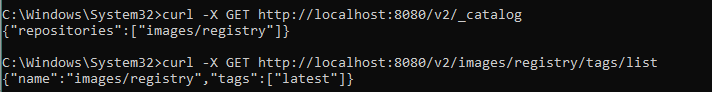 C:\Windows\System32>curl -X GET http://localhost:8080/v2/_catalog
{"repositories":["images/registry"]}
C:\Windows\System32>curl -X GET http://localhost:8080/v2/images/registry/tags/list
{"name":"images/registry","tags":["latest"]}